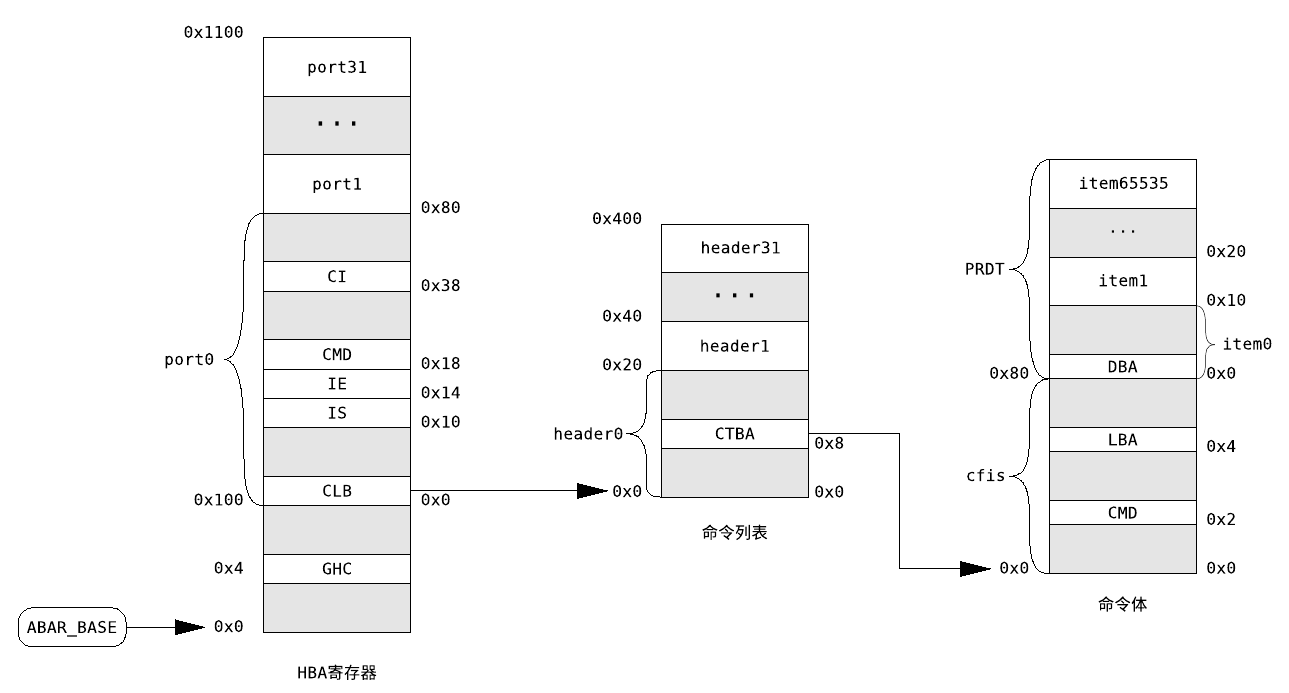 0x1100
port31
...
port1
0x80
CI
0x38
port0
CMD
0x18
IE
0x14
IS
0x10
0x100
CLB
0x0
0x4
GHC
ABAR_BASE
0x0
HBA寄存器
0x400
header31
...
0x40
header1
0x20
header0
CTBA
0x8
0x0
0x0
命令列表
item65535
...
0x20
PRDT
item1
0x10
item0
0x80
DBA
0x0
LBA
0x4
cfis
CMD
0x2
0x0
0x0
命令体